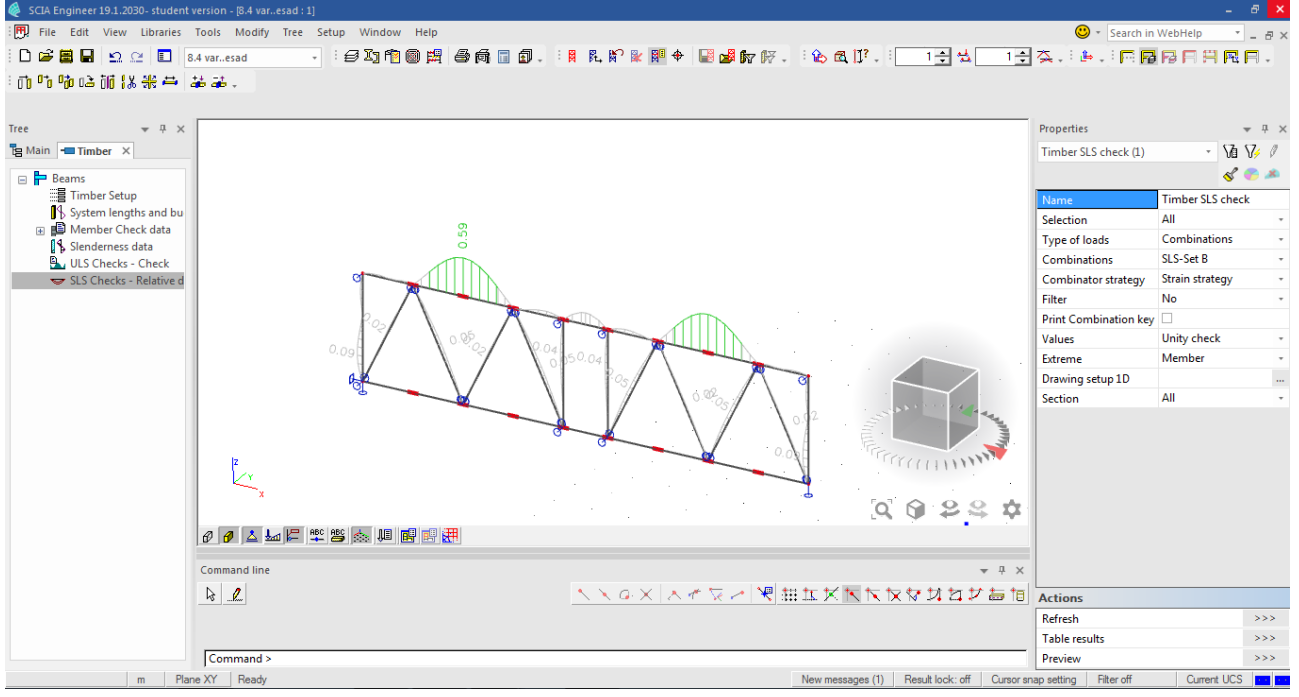 SCIA Engineer 19.1.2030- student version - [8.4 var..esad : 1]
File Edit View Libraries Tools Modify Tree Setup Window Help
Search in WebHelp
8.4 var..esad
1
1
Tree
Main Timber
Beams
Timber Setup
System lengths and bu
Member Check data
Slenderness data
ULS Checks - Check
SLS Checks - Relative d
0.59
0.02
0.09
0.05
0.02
0.04
0.04
0.05
0.05
0.02
Z
Y
X
ABC ABC
Command line
Command >
Properties
Timber SLS check (1)
Name Timber SLS check
Selection All
Type of loads Combinations
Combinations SLS-Set B
Combinator strategy Strain strategy
Filter No
Print Combination key
Values Unity check
Extreme Member
Drawing setup 1D ...
Section All
Actions
Refresh >>>
Table results >>>
Preview >>>
m Plane XY Ready New messages (1) Result lock: off Cursor snap setting Filter off Current UCS